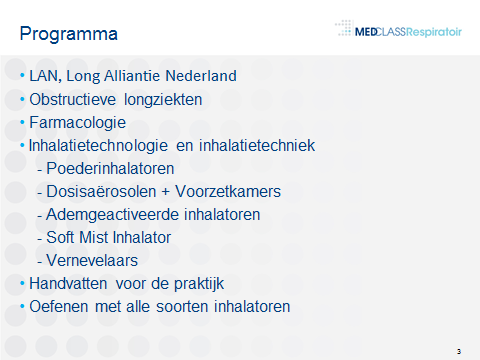 Programma
MEDCLASSRespiratoir
• LAN, Long Alliantie Nederland
• Obstructieve longziekten
• Farmacologie
• Inhalatietechnologie en inhalatietechniek
- Poederinhalatoren
- Dosisaërosolen + Voorzetkamers
- Ademgeactiveerde inhalatoren
- Soft Mist Inhalator
- Vernevelaars
• Handvatten voor de praktijk
• Oefenen met alle soorten inhalatoren
3